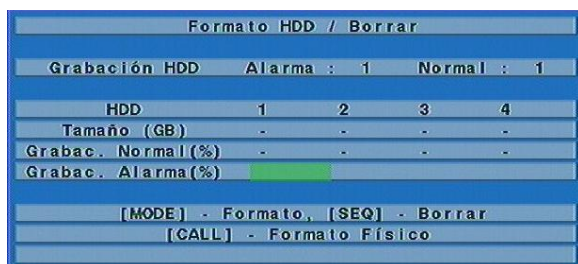 Formato HDD / Borrar
Grabación HDD Alarma : 1 Normal : 1
HDD 1 2 3 4
Tamaño (GB) - - - -
Grabac. Normal(%) - - - -
Grabac. Alarma(%)
[MODE] - Formato, [SEQ] - Borrar
[CALL] - Formato Físico